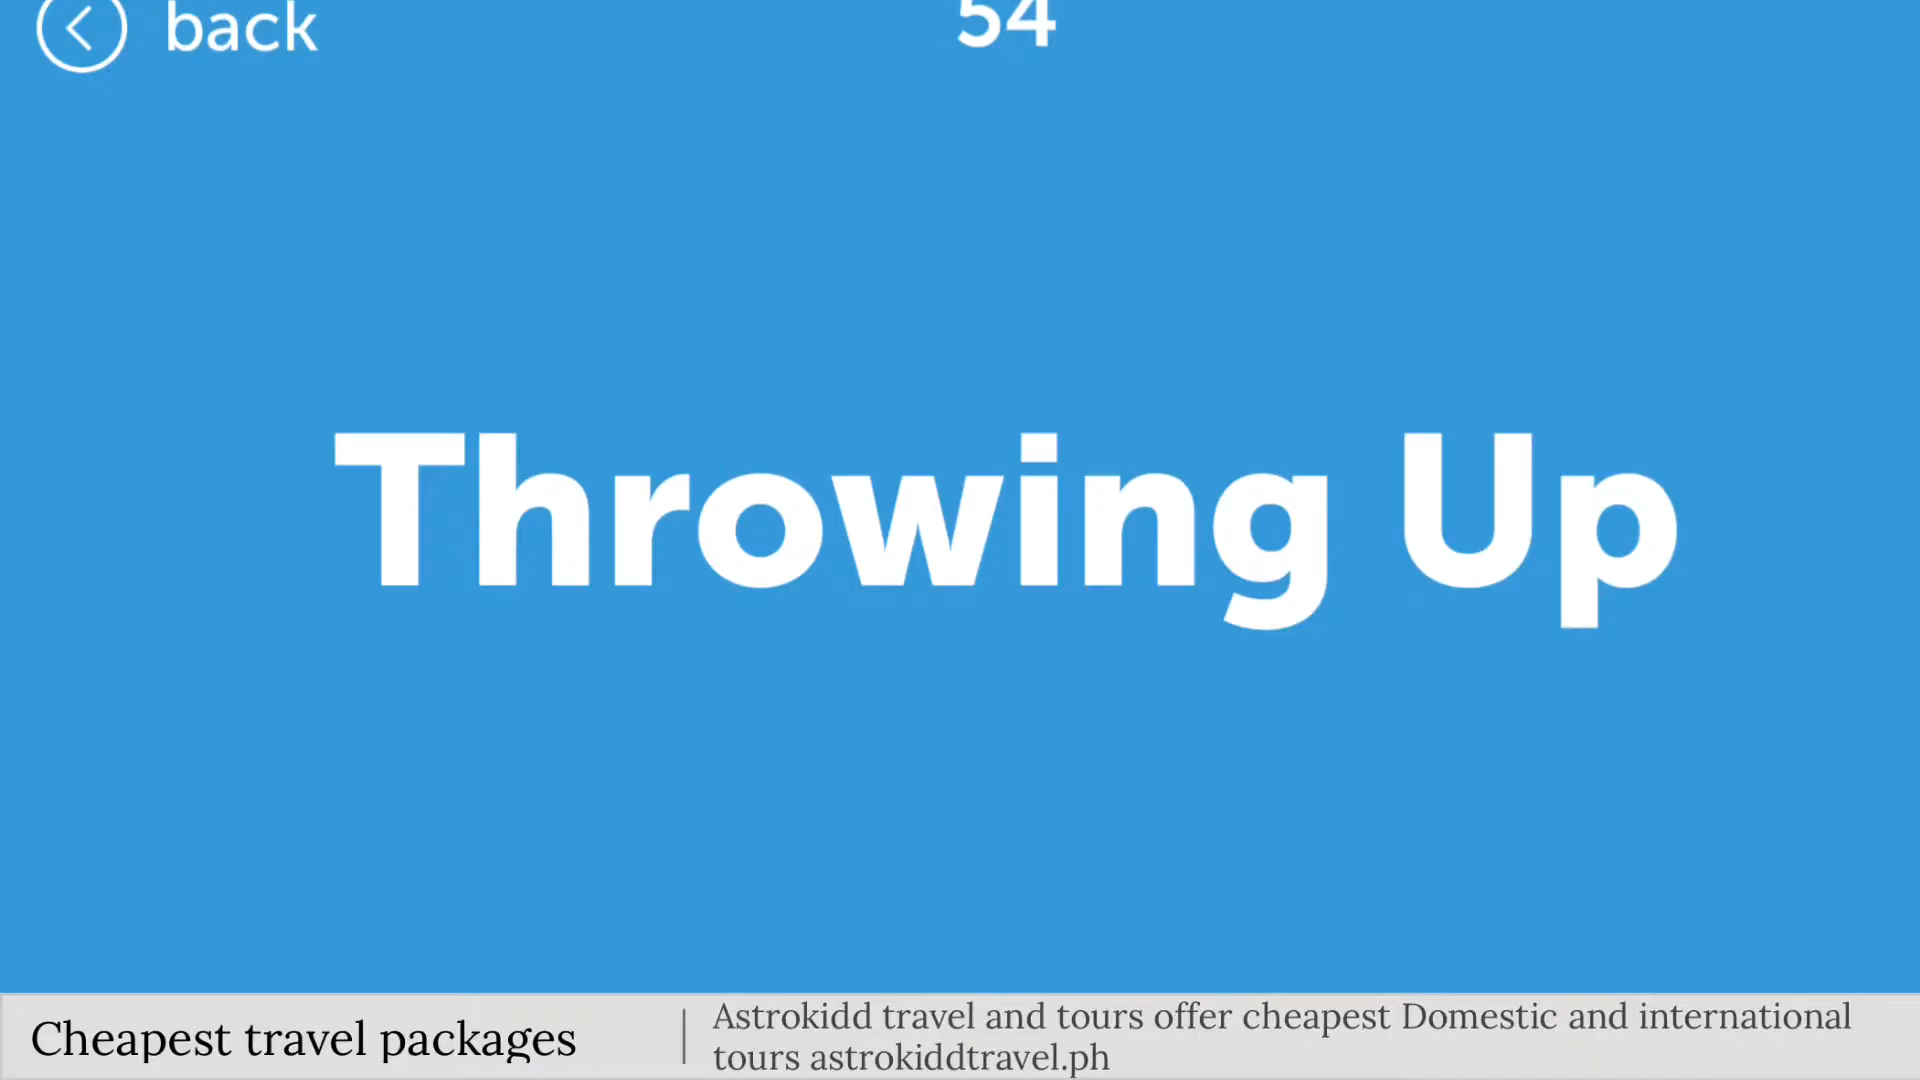 back
54
Throwing Up
Cheapest travel packages
Astrokidd travel and tours offer cheapest Domestic and international
tours astrokiddtravel.ph